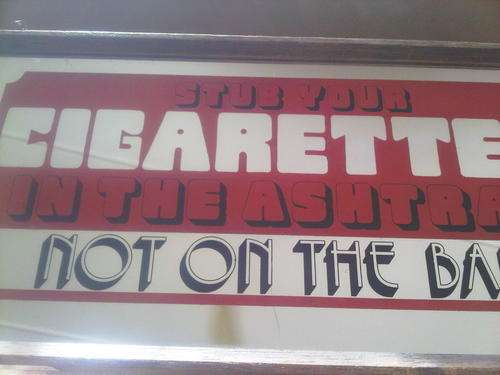 STUB YOUR
CIGARETTE
IN THE ASHTRA
NOT ON THE BA